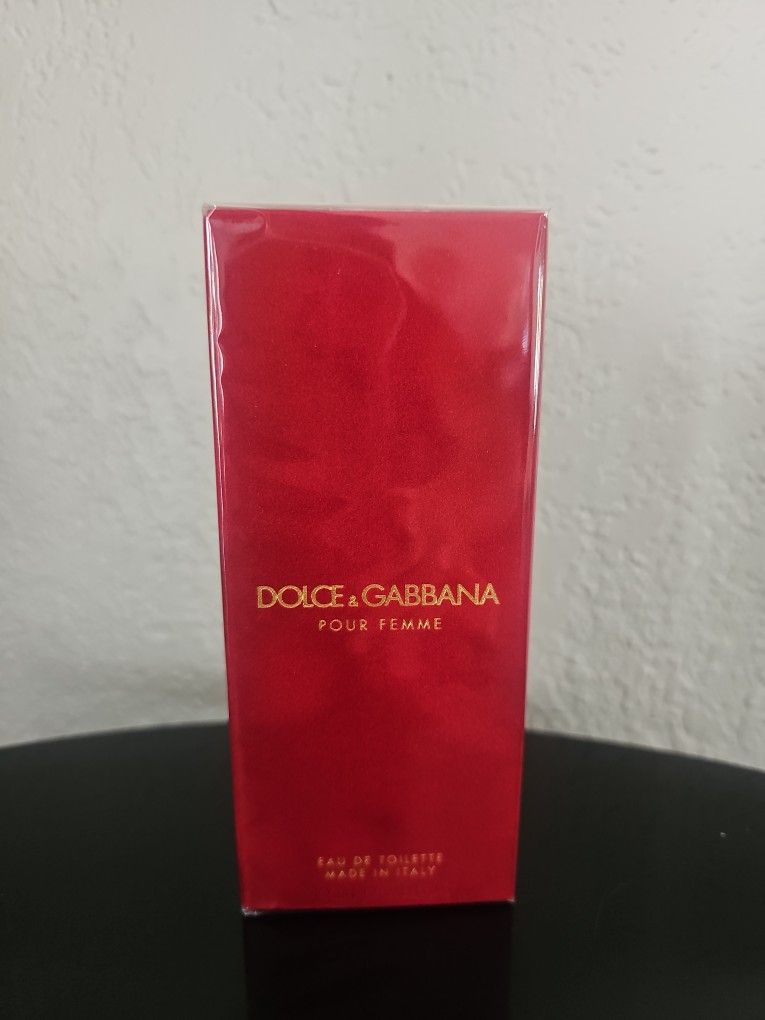 DOLCE & GABBANA
POUR FEMME
EAU DE TOILETTE
MADE IN ITALY